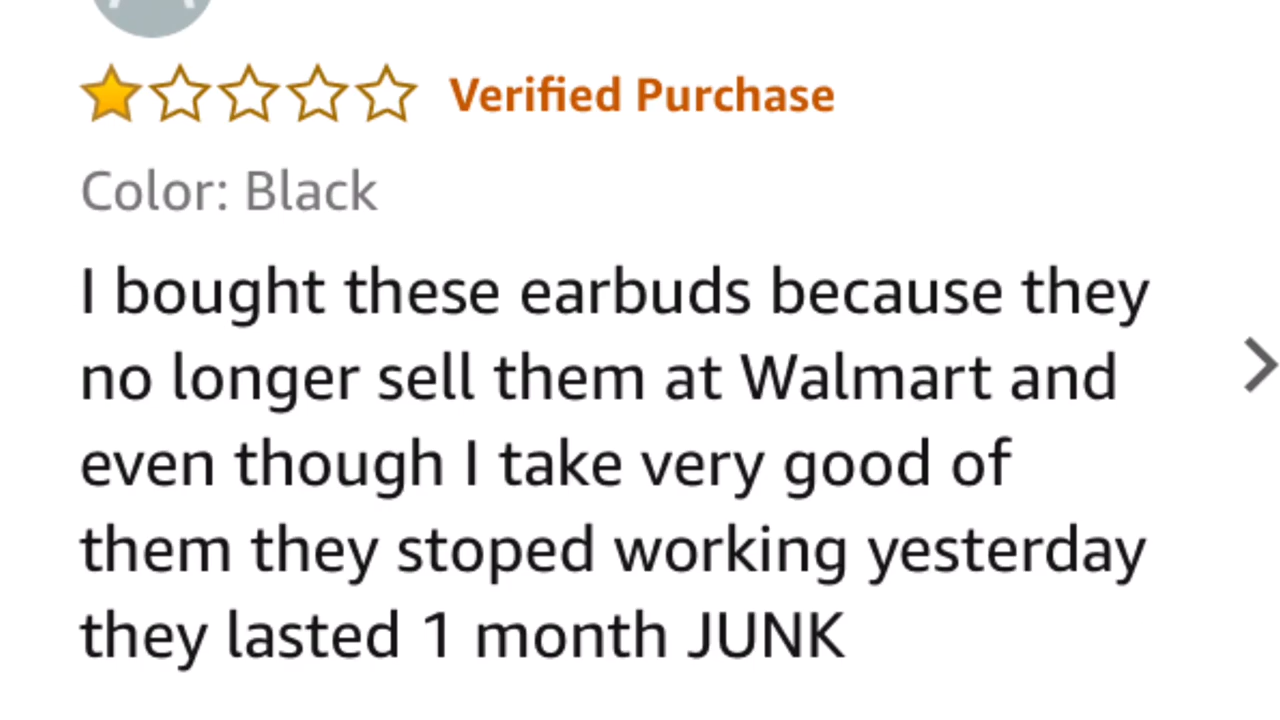 Verified Purchase
Color: Black
I bought these earbuds because they
no longer sell them at Walmart and
even though I take very good of
them they stoped working yesterday
they lasted 1 month JUNK